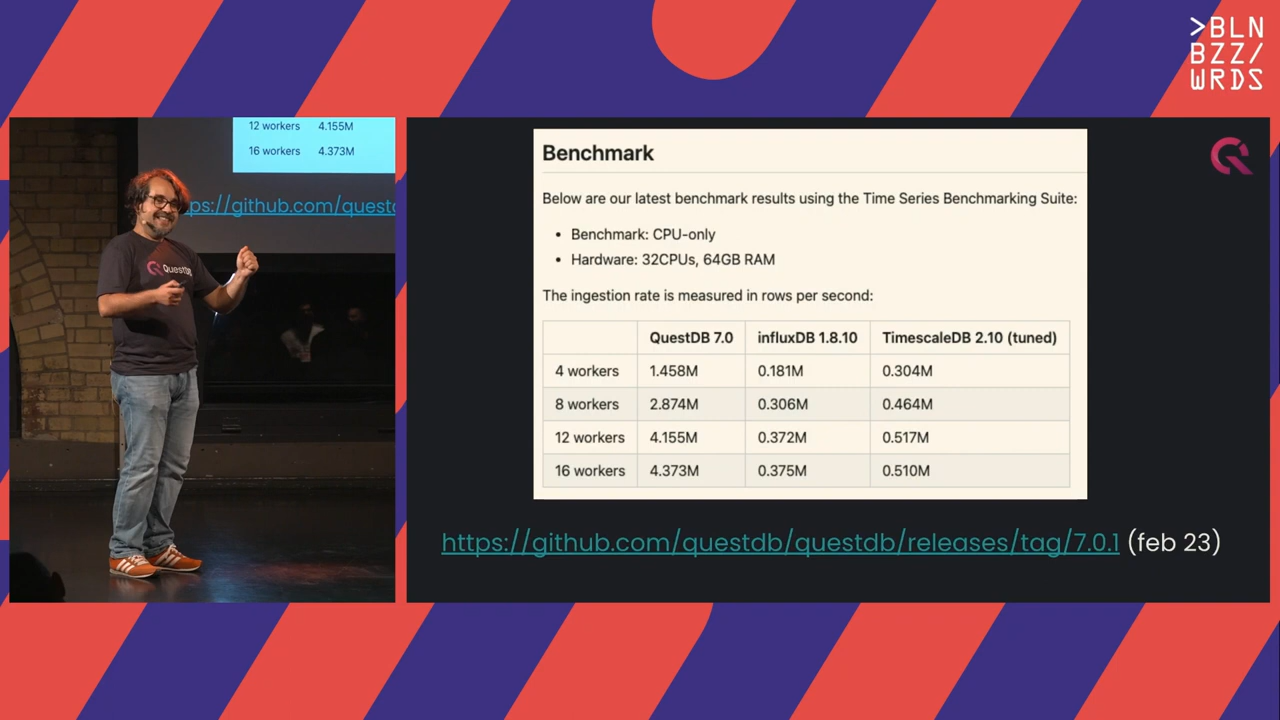 >BLN
BZZ/
WRDS
12 workers 4.155M
16 workers 4.373M
ps://github.com/questd
QuestDB
Benchmark
Below are our latest benchmark results using the Time Series Benchmarking Suite:
• Benchmark: CPU-only
• Hardware: 32CPUs, 64GB RAM
The ingestion rate is measured in rows per second:
QuestDB 7.0 influxDB 1.8.10 TimescaleDB 2.10 (tuned)
4 workers 1.458M 0.181M 0.304M
8 workers 2.874M 0.306M 0.464M
12 workers 4.155M 0.372M 0.517M
16 workers 4.373M 0.375M 0.510M
https://github.com/questdb/questdb/releases/tag/7.0.1 (feb 23)